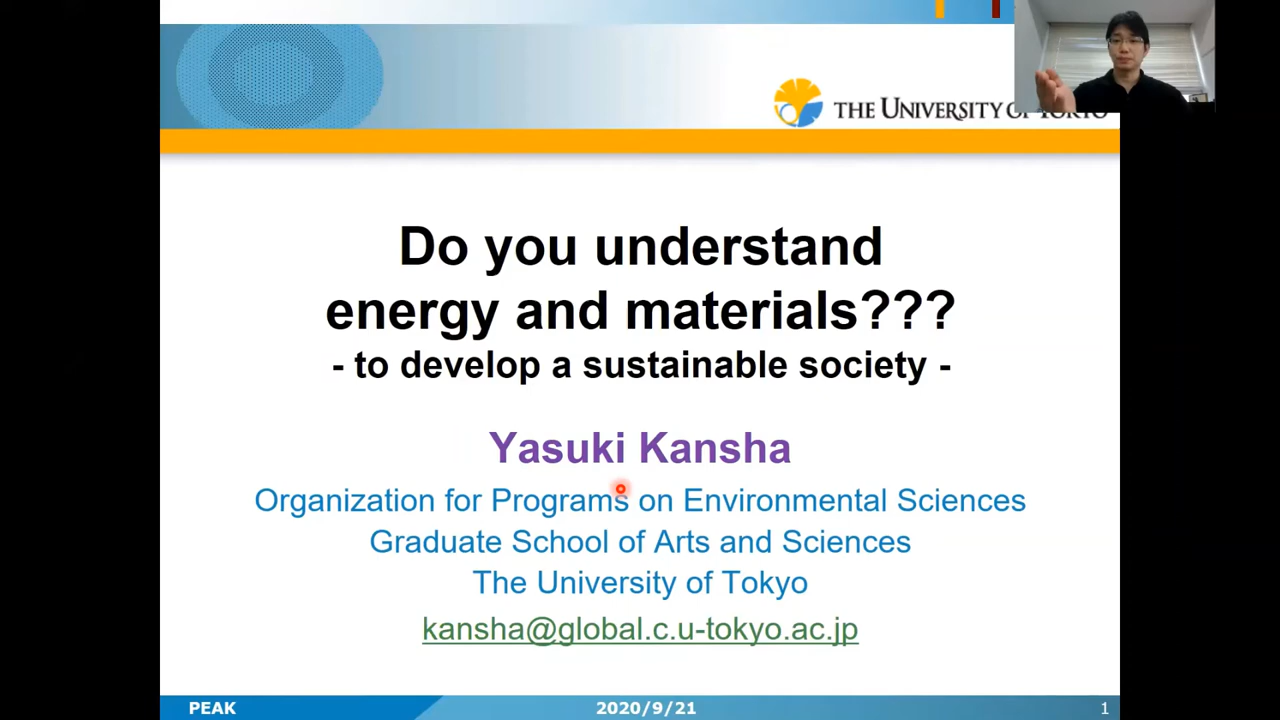 THE UNIVERSITY OF TOKYO
Do you understand
energy and materials???
- to develop a sustainable society -
Yasuki Kansha
Organization for Programs on Environmental Sciences
Graduate School of Arts and Sciences
The University of Tokyo
kansha@global.c.u-tokyo.ac.jp
PEAK
2020/9/21
1